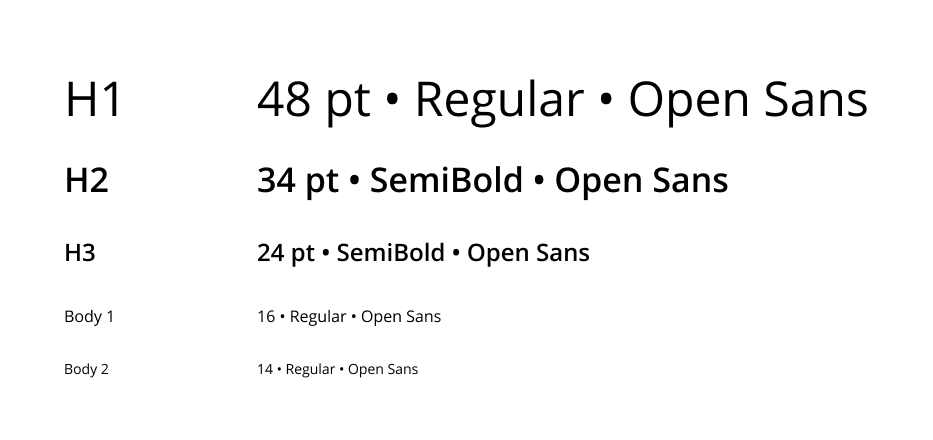 H1 48 pt • Regular • Open Sans
H2 34 pt • SemiBold • Open Sans
H3 24 pt • SemiBold • Open Sans
Body 1 16 • Regular • Open Sans
Body 2 14 • Regular • Open Sans